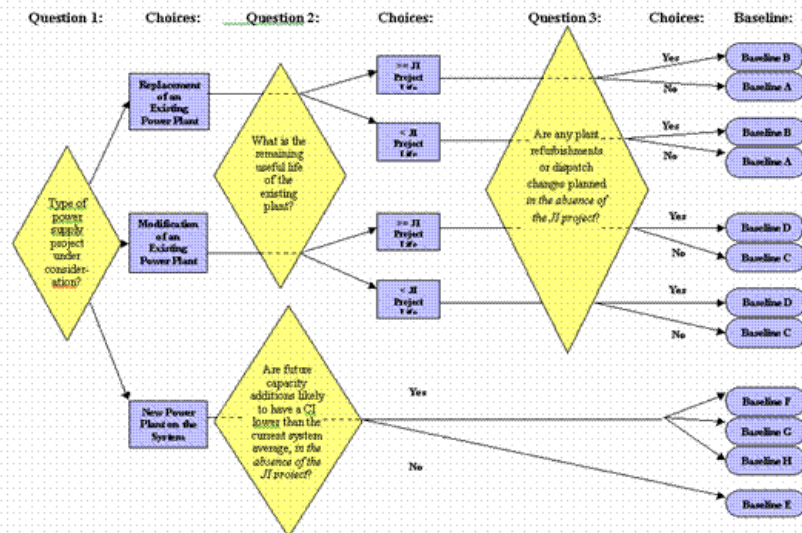 Question 1:
Choices:
Question 2:
Choices:
Question 3:
Choices:
Baseline:
Type of
power
supply
project
under
consider-
ation?
Replacement
of an
Existing
Power Plant
Modification
of an
Existing
Power Plant
New Power
Plant on the
System
What is the
remaining
useful life
of the
existing
plant?
Are future
capacity
additions likely
to have a CI
lower than the
current system
average, in the
absence of the
JI project?
>= JI
Project
Life
< JI
Project
Life
>= JI
Project
Life
< JI
Project
Life
Are any plant
refurbishments
or dispatch
changes planned
in the absence of
the JI project?
Yes
No
Yes
No
Yes
No
Yes
No
Yes
No
Baseline B
Baseline A
Baseline B
Baseline A
Baseline D
Baseline C
Baseline D
Baseline C
Baseline F
Baseline G
Baseline H
Baseline E